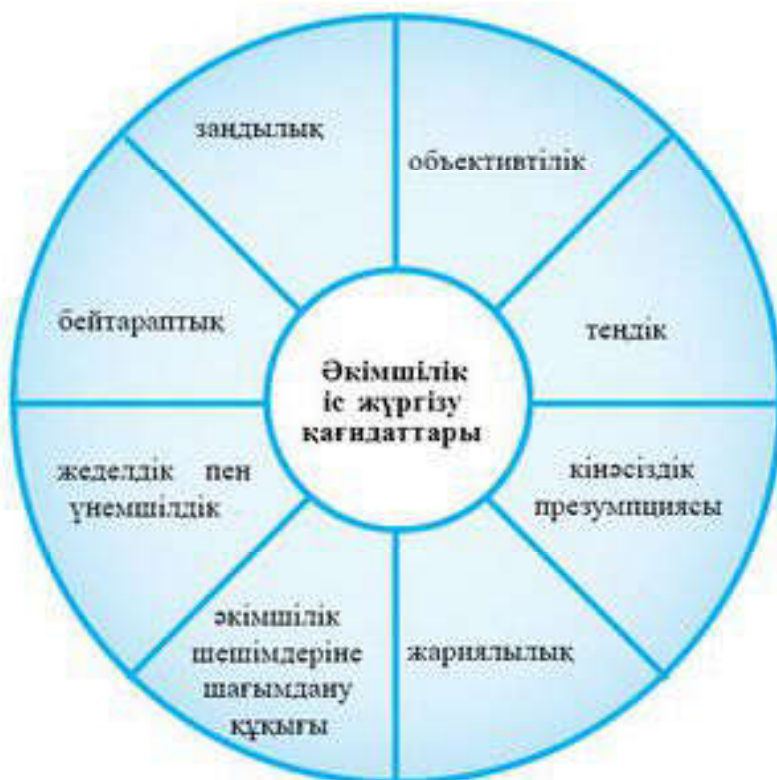 заңдылық
объективтілік
теңдік
кінәсіздік
презумпциясы
жариялылық
әкімшілік
шешімдеріне
шағымдану
құқығы
жеделдік пен
үнемшілдік
бейтараптық
Әкімшілік
іс жүргізу
қағидаттары